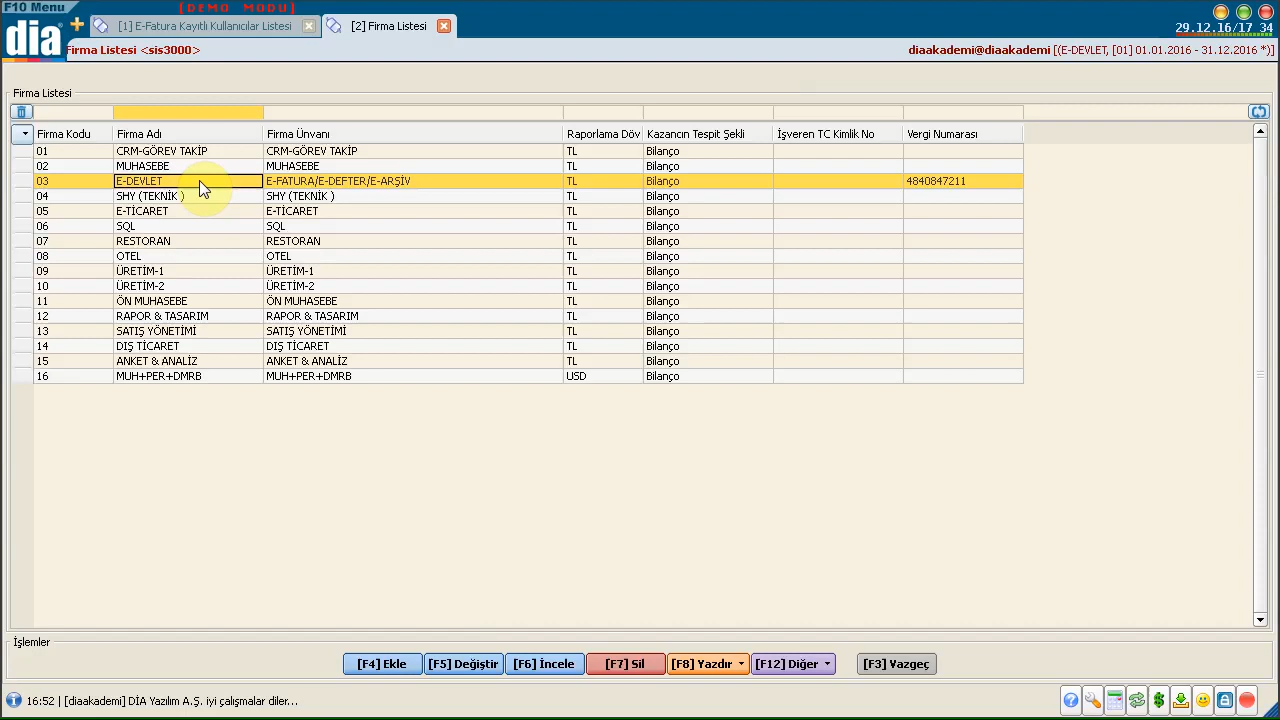 F10 Menu
[DEMO MODU]
dia
[1] E-Fatura Kayıtlı Kullanıcılar Listesi
[2] Firma Listesi
29.12.16/17 34
Firma Listesi <sis3000>
diaakademi@diaakademi [(E-DEVLET, [01] 01.01.2016 - 31.12.2016 *)]
Firma Listesi
Firma Kodu Firma Adı Firma Ünvanı Raporlama Döv Kazancın Tespit Şekli İşveren TC Kimlik No Vergi Numarası
01 CRM-GÖREV TAKİP CRM-GÖREV TAKİP TL Bilanço
02 MUHASEBE MUHASEBE TL Bilanço
03 E-DEVLET E-FATURA/E-DEFTER/E-ARŞİV TL Bilanço 4840847211
04 SHY (TEKNİK ) SHY (TEKNİK ) TL Bilanço
05 E-TİCARET E-TİCARET TL Bilanço
06 SQL SQL TL Bilanço
07 RESTORAN RESTORAN TL Bilanço
08 OTEL OTEL TL Bilanço
09 ÜRETİM-1 ÜRETİM-1 TL Bilanço
10 ÜRETİM-2 ÜRETİM-2 TL Bilanço
11 ÖN MUHASEBE ÖN MUHASEBE TL Bilanço
12 RAPOR & TASARIM RAPOR & TASARIM TL Bilanço
13 SATIŞ YÖNETİMİ SATIŞ YÖNETİMİ TL Bilanço
14 DIŞ TİCARET DIŞ TİCARET TL Bilanço
15 ANKET & ANALİZ ANKET & ANALİZ TL Bilanço
16 MUH+PER+DMRB MUH+PER+DMRB USD Bilanço
İşlemler
[F4] Ekle [F5] Değiştir [F6] İncele [F7] Sil [F8] Yazdır [F12] Diğer [F3] Vazgeç
16:52 | [diaakademi] DİA Yazılım A.Ş. iyi çalışmalar diler...